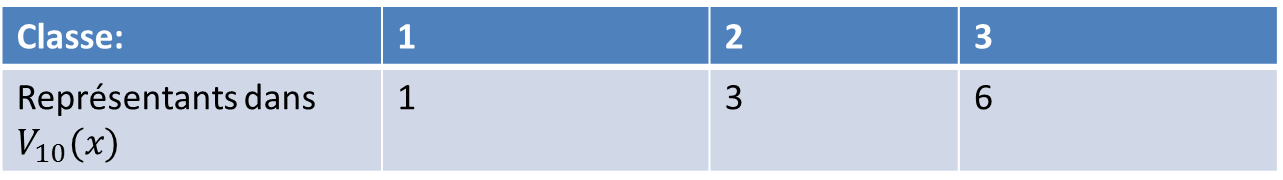 Classe: 1 2 3
Représentants dans 1 3 6
𝑉₁₀(𝑥)